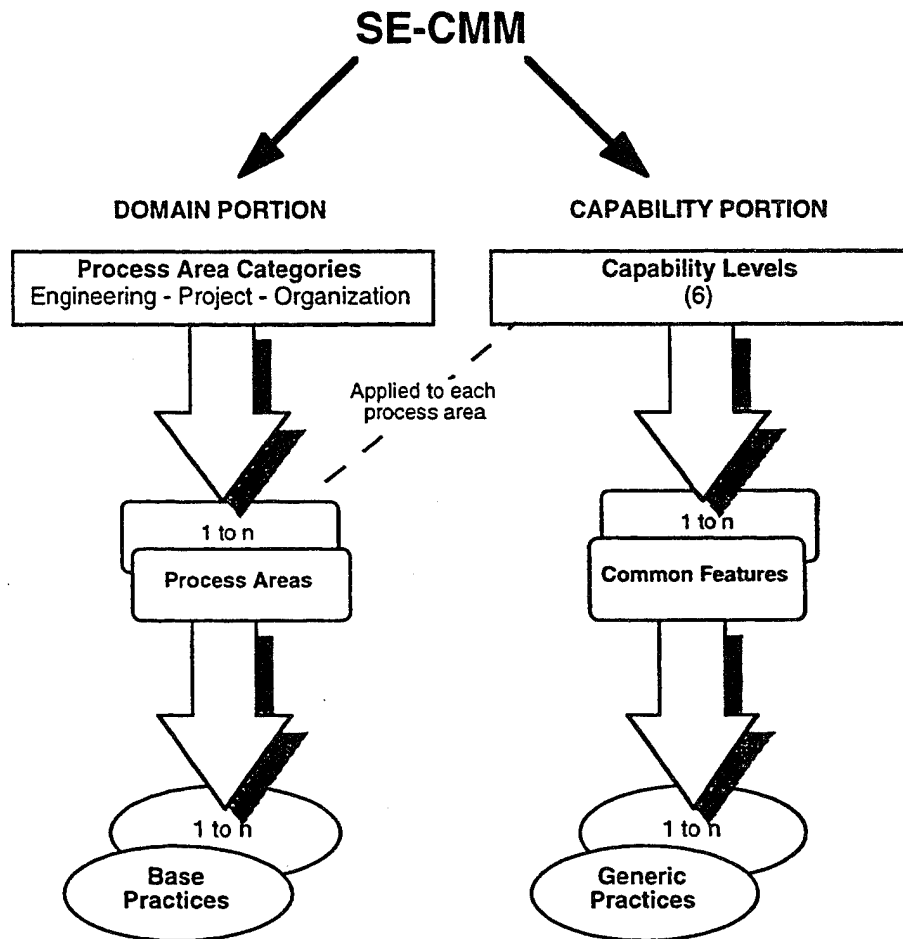 SE-CMM
DOMAIN PORTION
CAPABILITY PORTION
Process Area Categories
Engineering - Project - Organization
Capability Levels
(6)
Applied to each
process area
1 to n
Process Areas
1 to n
Common Features
1 to n
Base
Practices
1 to n
Generic
Practices